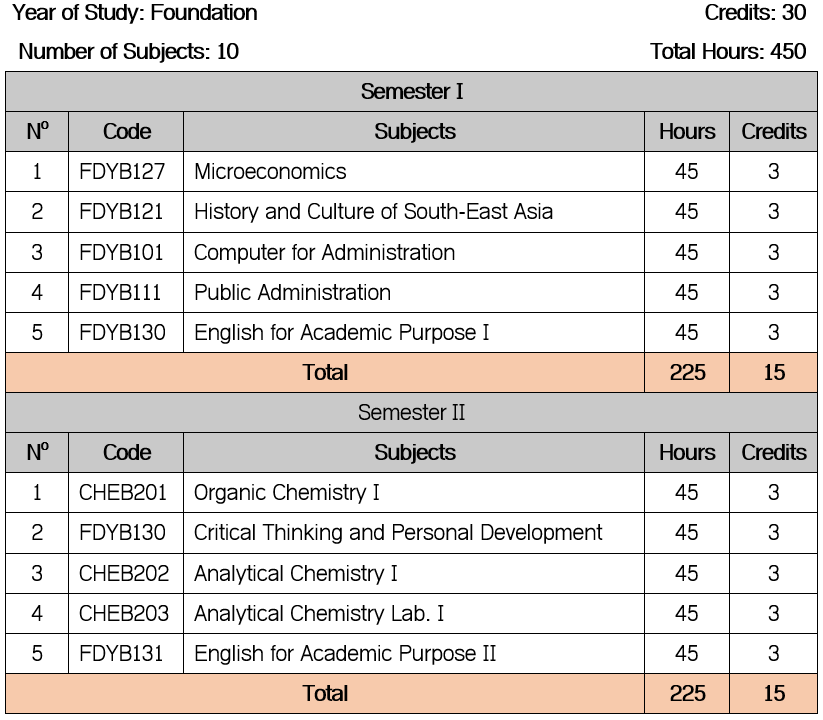 Year of Study: Foundation Credits: 30
Number of Subjects: 10 Total Hours: 450
Semester I
Nº Code Subjects Hours Credits
1 FDYB127 Microeconomics 45 3
2 FDYB121 History and Culture of South-East Asia 45 3
3 FDYB101 Computer for Administration 45 3
4 FDYB111 Public Administration 45 3
5 FDYB130 English for Academic Purpose I 45 3
Total 225 15
Semester II
Nº Code Subjects Hours Credits
1 CHEB201 Organic Chemistry I 45 3
2 FDYB130 Critical Thinking and Personal Development 45 3
3 CHEB202 Analytical Chemistry I 45 3
4 CHEB203 Analytical Chemistry Lab. I 45 3
5 FDYB131 English for Academic Purpose II 45 3
Total 225 15